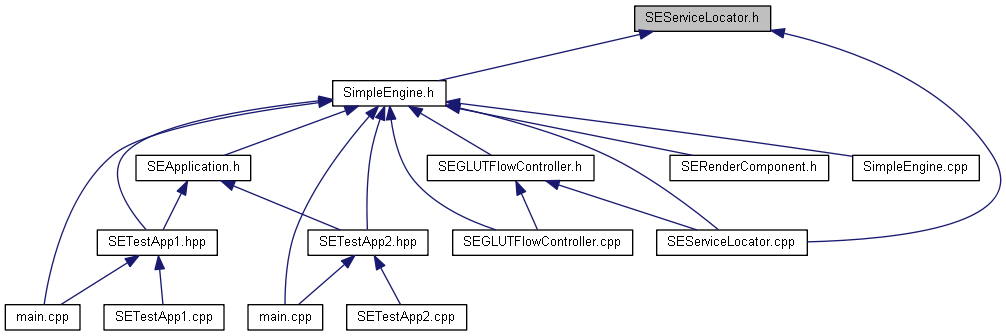 SEServiceLocator.h
SimpleEngine.h
SEApplication.h
SEGLUTFlowController.h
SERenderComponent.h
SimpleEngine.cpp
SETestApp1.hpp
SETestApp2.hpp
SEGLUTFlowController.cpp
SEServiceLocator.cpp
main.cpp
SETestApp1.cpp
main.cpp
SETestApp2.cpp